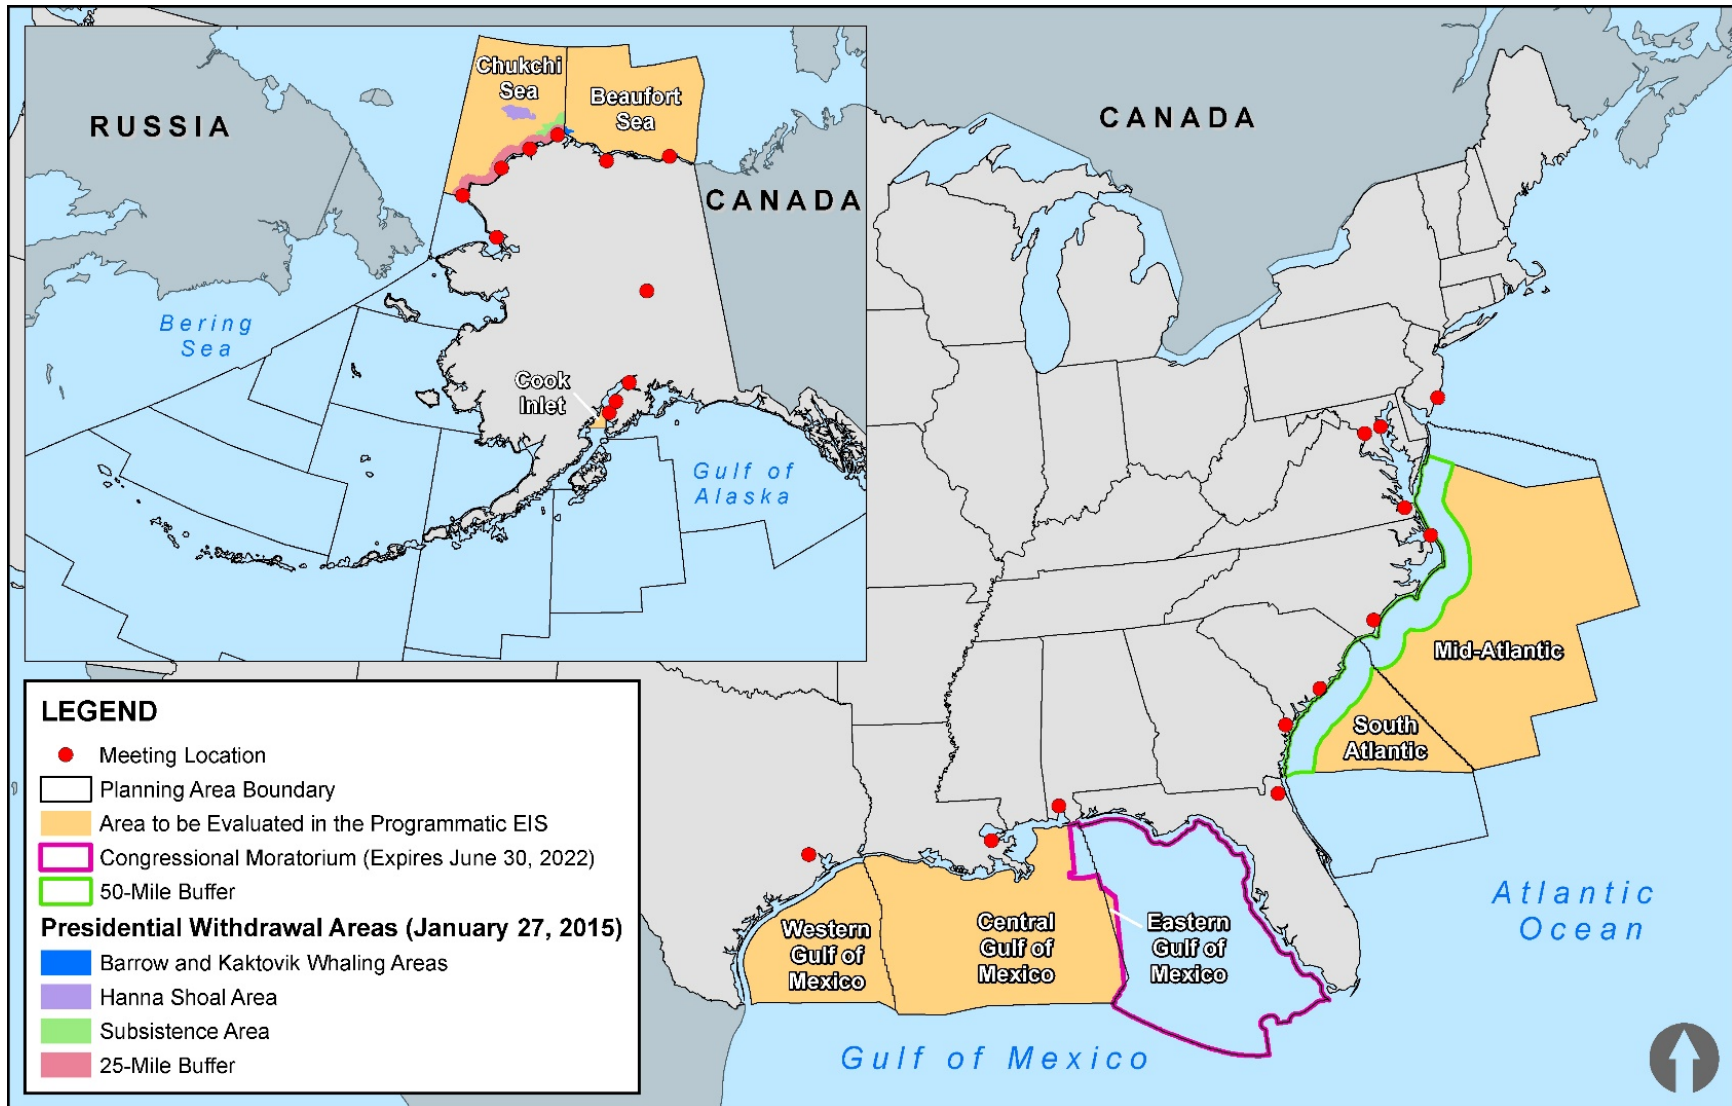 RUSSIA
Chukchi
Sea
Beaufort
Sea
CANADA
Bering
Sea
Cook
Inlet
Gulf of
Alaska
CANADA
Mid-Atlantic
South
Atlantic
Western
Gulf of
Mexico
Central
Gulf of
Mexico
Eastern
Gulf of
Mexico
Atlantic
Ocean
Gulf of Mexico
LEGEND
Meeting Location
Planning Area Boundary
Area to be Evaluated in the Programmatic EIS
Congressional Moratorium (Expires June 30, 2022)
50-Mile Buffer
Presidential Withdrawal Areas (January 27, 2015)
Barrow and Kaktovik Whaling Areas
Hanna Shoal Area
Subsistence Area
25-Mile Buffer